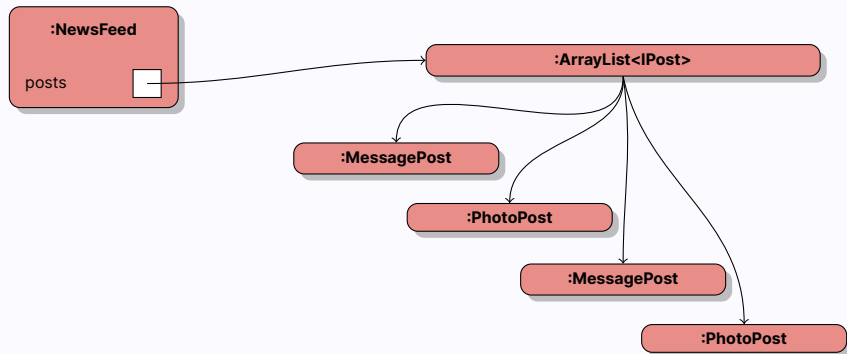 :NewsFeed
posts
:ArrayList<IPost>
:MessagePost
:PhotoPost
:MessagePost
:PhotoPost